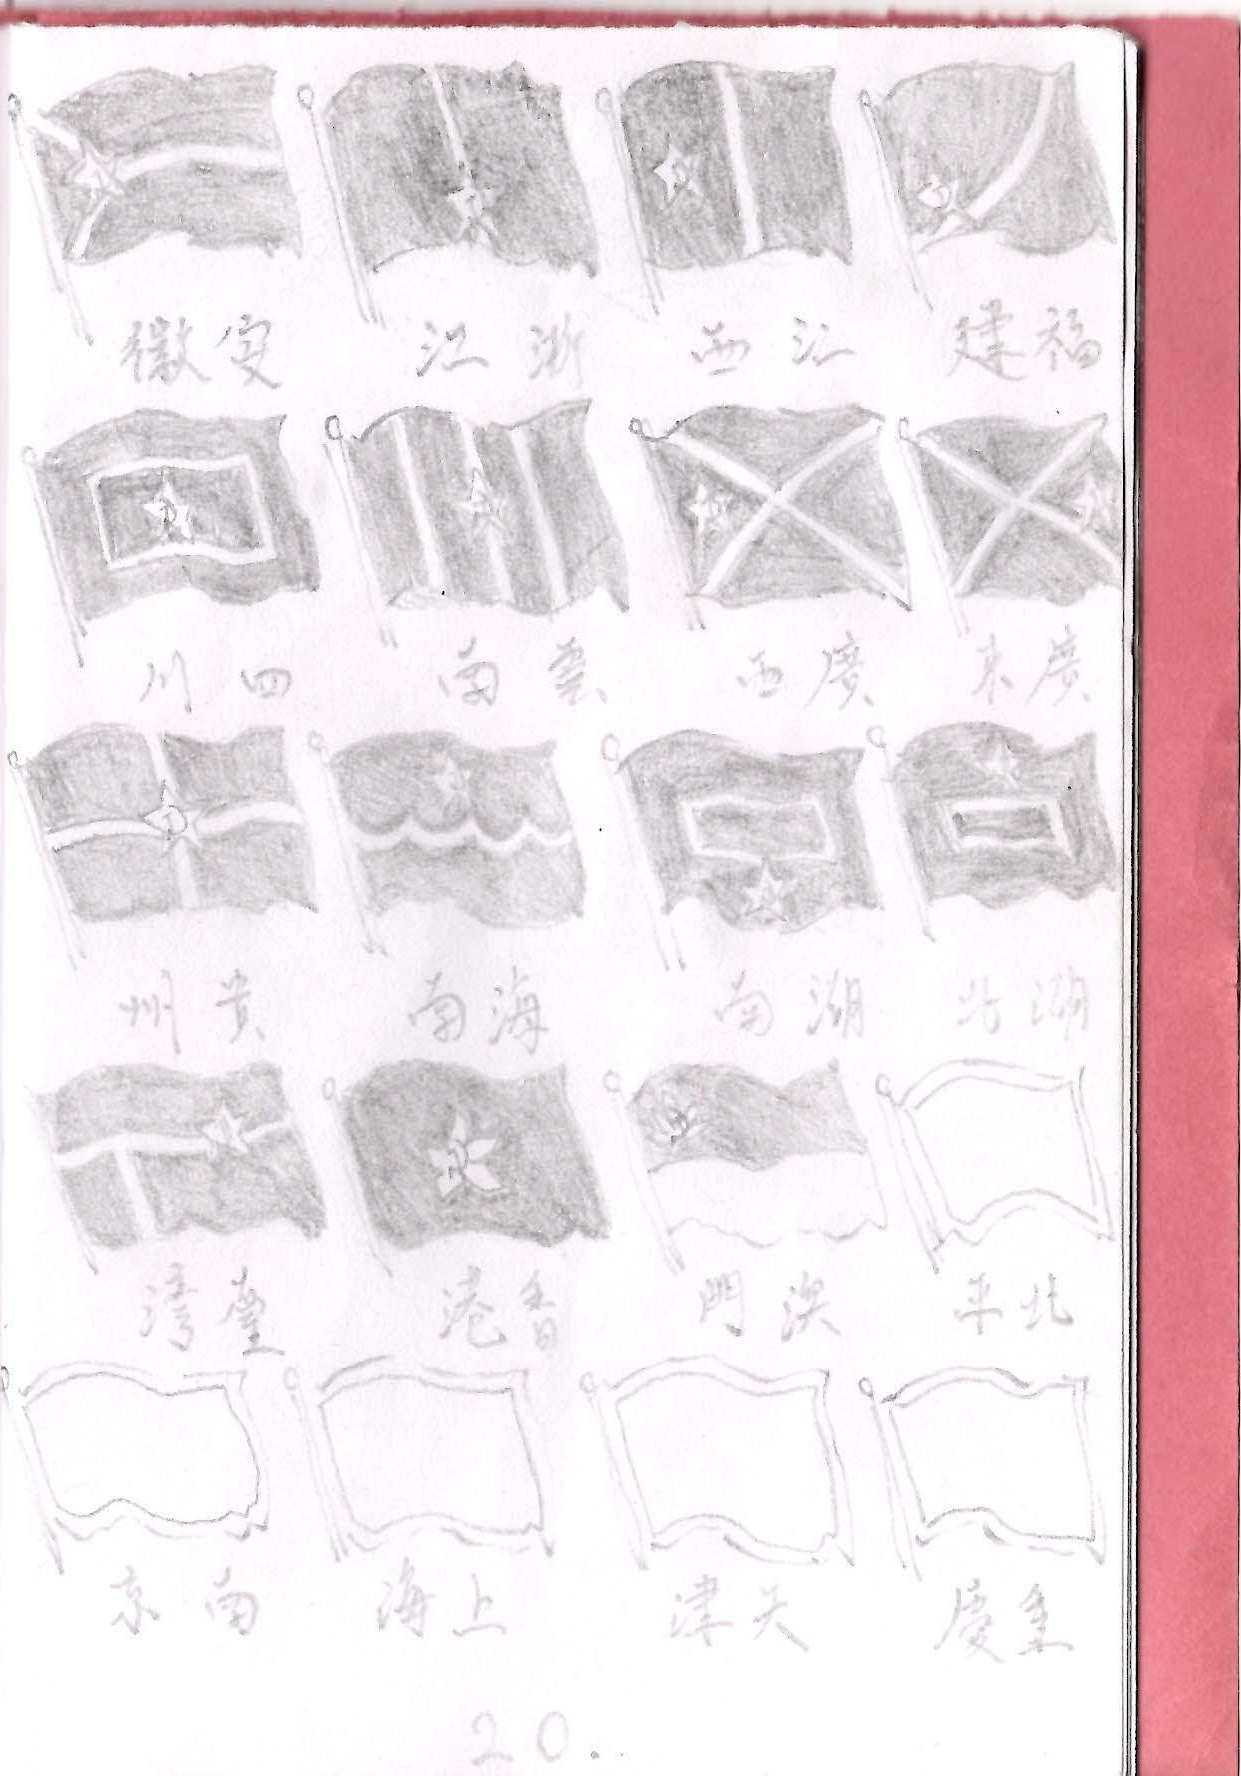 福建 江西 浙江 安徽
廣東 廣西 雲南 四川
湖北 湖南 海南 貴州
北平 澳門 香港 臺湾
重慶 天津 上海 南京
20.